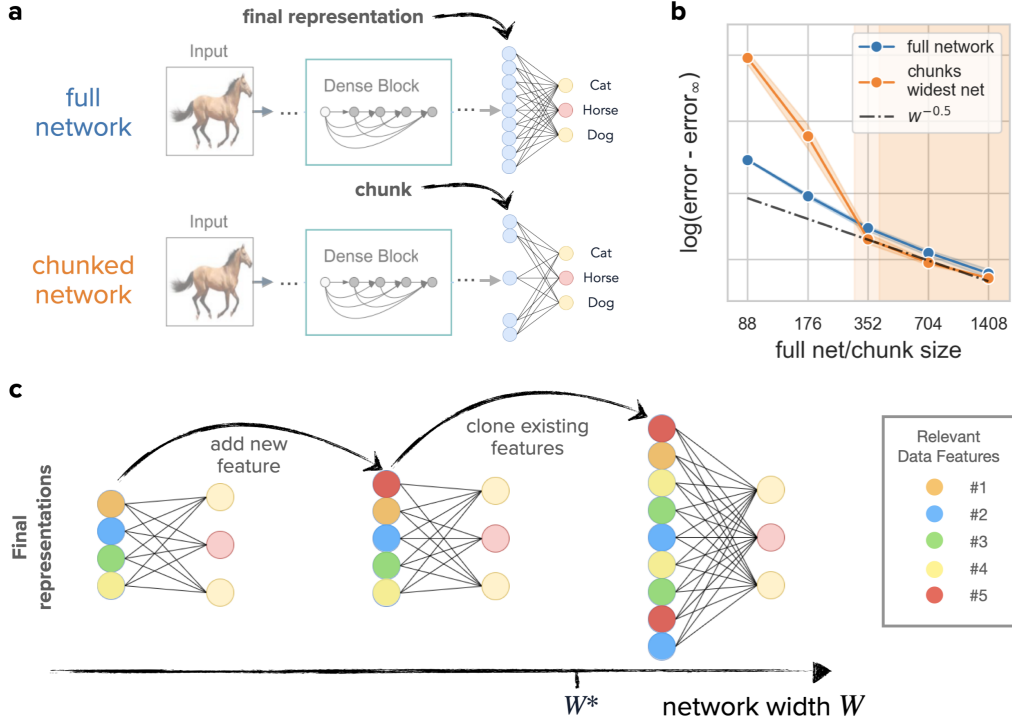 a
final representation
Input
full
network
...
Dense Block
...
Cat
Horse
Dog
chunk
Input
chunked
network
...
Dense Block
...
Cat
Horse
Dog
b
log(error - error∞)
full network
chunks
widest net
w^−0.5
88 176 352 704 1408
full net/chunk size
c
Final
representations
add new
feature
clone existing
features
Relevant
Data Features
#1
#2
#3
#4
#5
W*
network width W